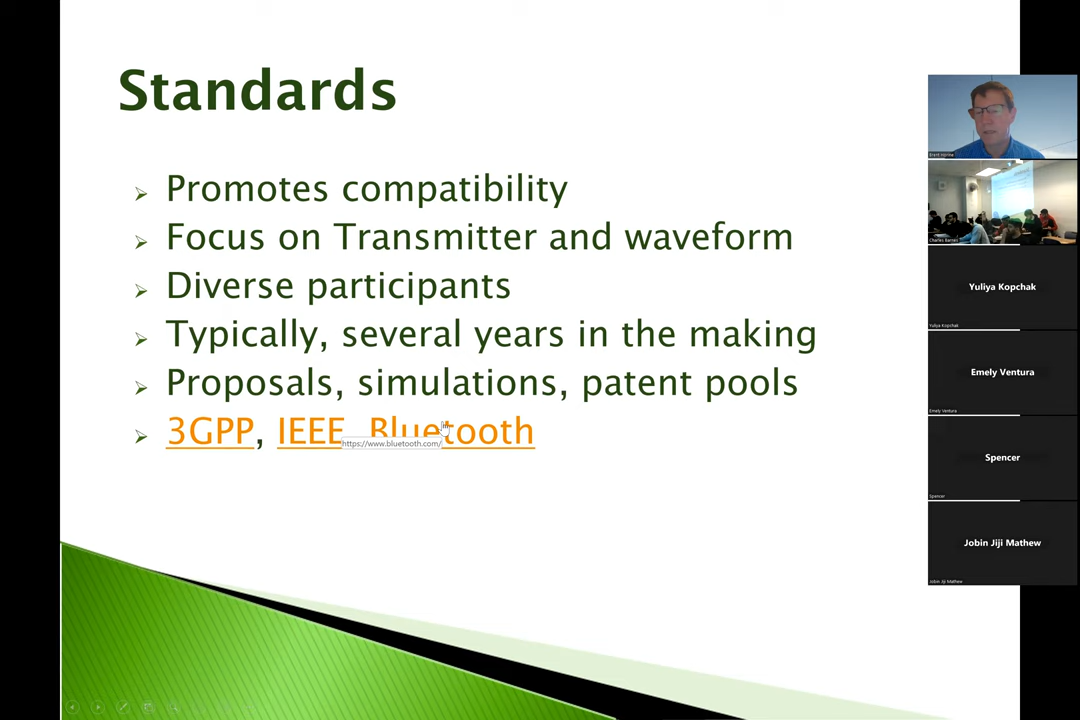 Standards
Promotes compatibility
Focus on Transmitter and waveform
Diverse participants
Typically, several years in the making
Proposals, simulations, patent pools
3GPP, IEEE, Bluetooth
https://www.bluetooth.com/
Charles Barnes
Yuliya Kopchak
Yuliya Kopchak
Emely Ventura
Emely Ventura
Spencer
Spencer
Jobin Jiji Mathew
Jobin Jiji Mathew